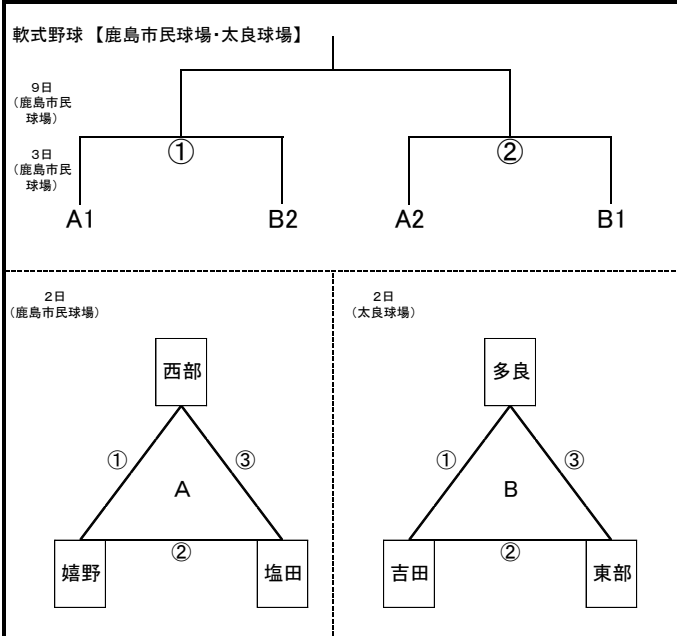 軟式野球 【鹿島市民球場・太良球場】
9日
（鹿島市民
球場）
①
②
3日
（鹿島市民
球場）
A1
B2
A2
B1
2日
（鹿島市民球場）
2日
（太良球場）
西部
多良
①
③
①
③
A
B
②
②
嬉野
塩田
吉田
東部